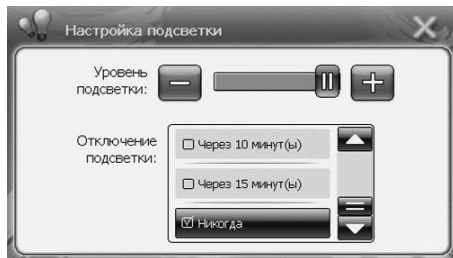 Настройка подсветки
Уровень
подсветки:
Отключение
подсветки:
Через 10 минут(ы)
Через 15 минут(ы)
Никогда